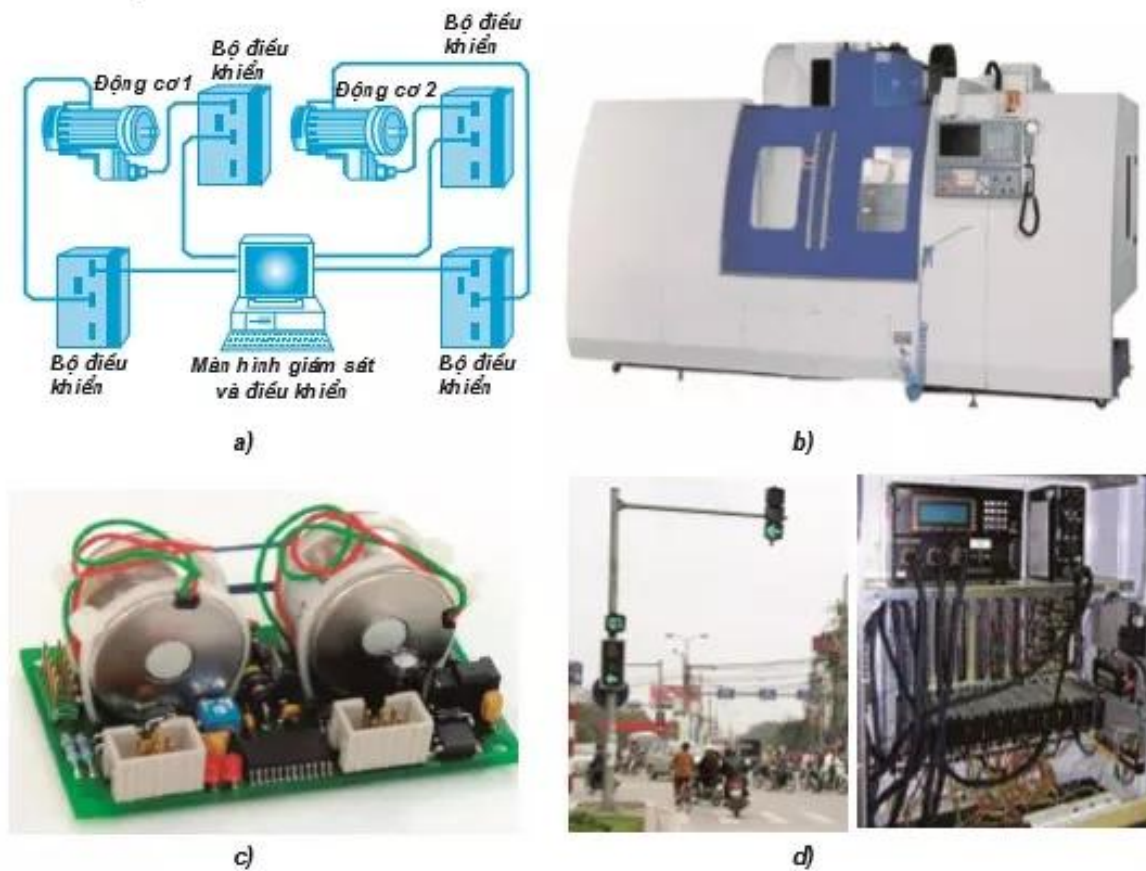 Bộ điều
khiển
Bộ điều
khiển
Động cơ 1
Động cơ 2
Bộ điều
khiển
Màn hình giám sát
và điều khiển
Bộ điều
khiển
a)
b)
c)
d)